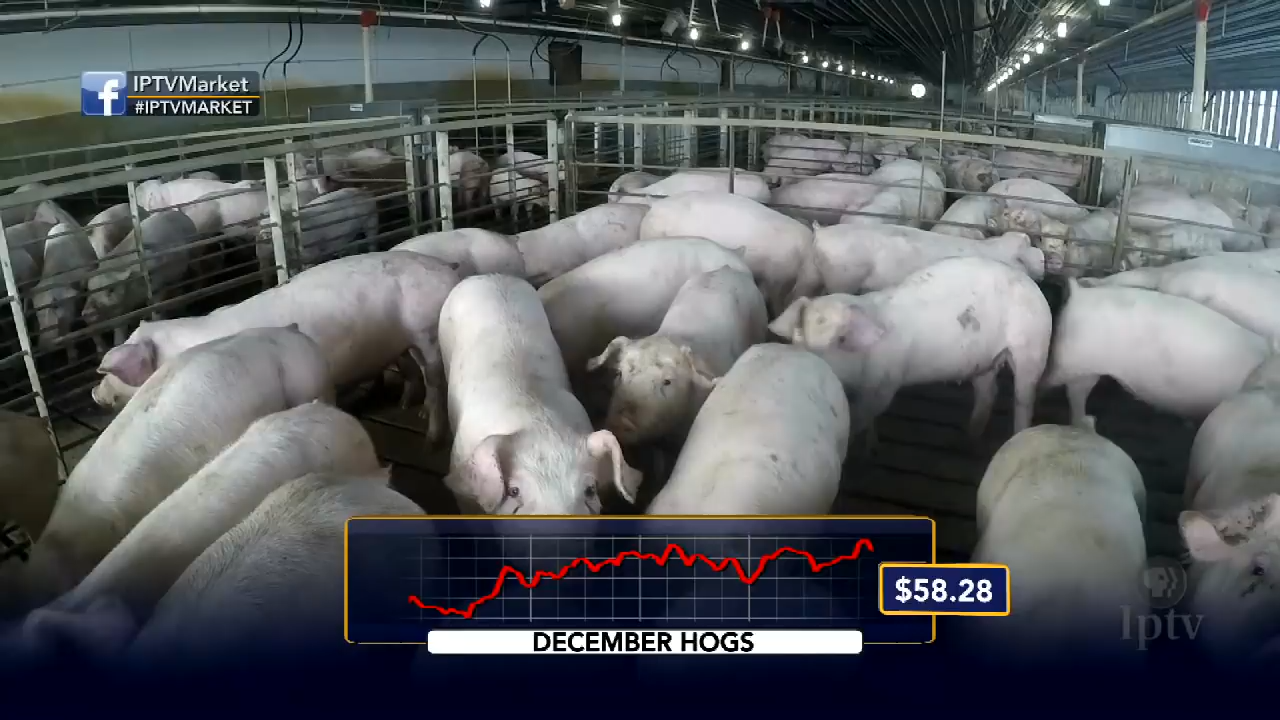 f IPTVMarket
#IPTVMARKET
$58.28
DECEMBER HOGS
iptv